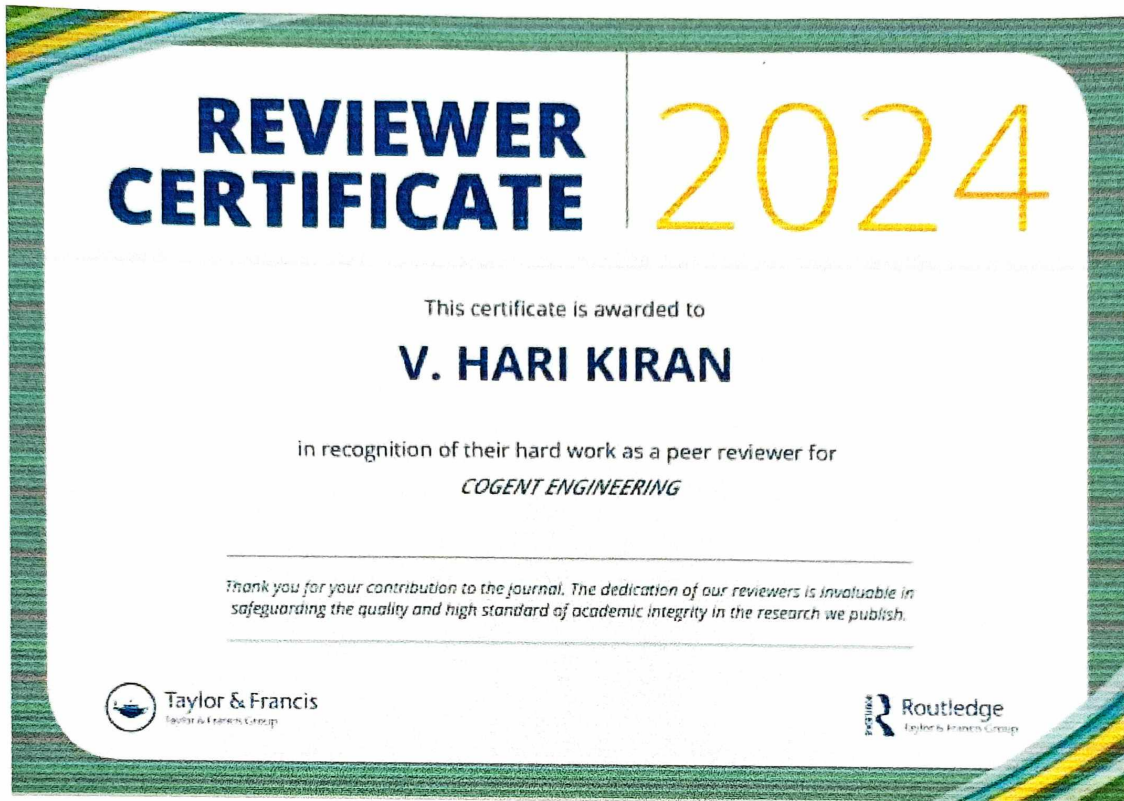 REVIEWER
CERTIFICATE
2024
This certificate is awarded to
V. HARI KIRAN
in recognition of their hard work as a peer reviewer for
COGENT ENGINEERING
Thank you for your contribution to the journal. The dedication of our reviewers is invaluable in
safeguarding the quality and high standard of academic integrity in the research we publish.
Taylor & Francis
Taylor & Francis Group
Routledge
Taylor & Francis Group